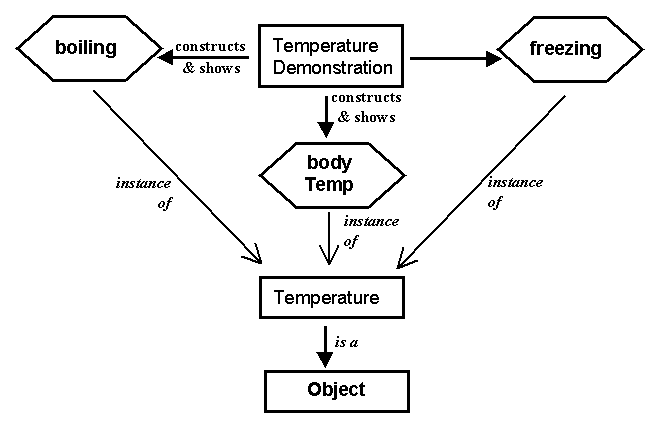 boiling
constructs
& shows
Temperature
Demonstration
freezing
constructs
& shows
body
Temp
instance
of
instance
of
instance
of
Temperature
is a
Object